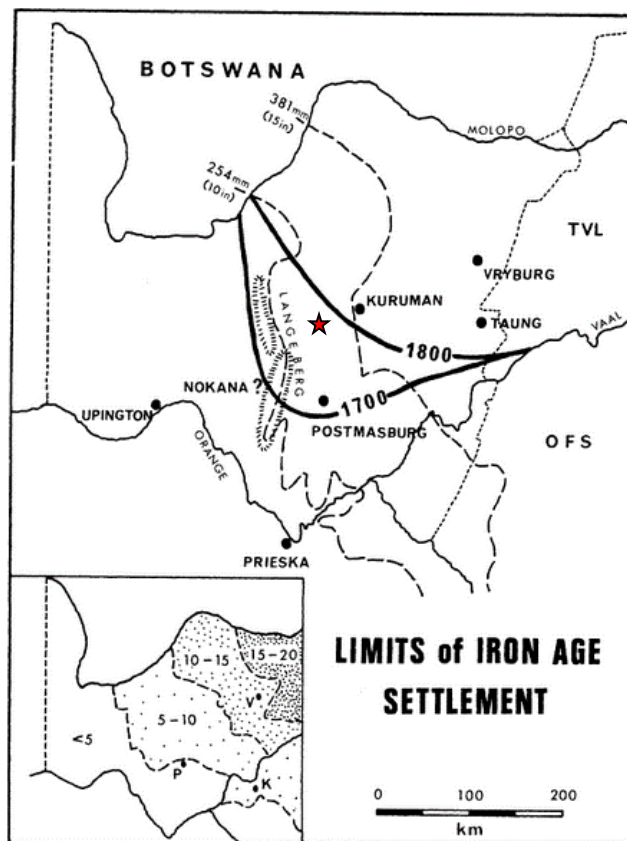 BOTSWANA
381mm
(15in)
MOLOPO
254mm
(10in)
TVL
VRYBURG
LANGEBERG
KURUMAN
TAUNG
VAAL
1800
NOKANA ?
1700
UPINGTON
POSTMASBURG
ORANGE
OFS
PRIESKA
10-15
15-20
V
5-10
<5
P
K
LIMITS of IRON AGE
SETTLEMENT
0 100 200
km